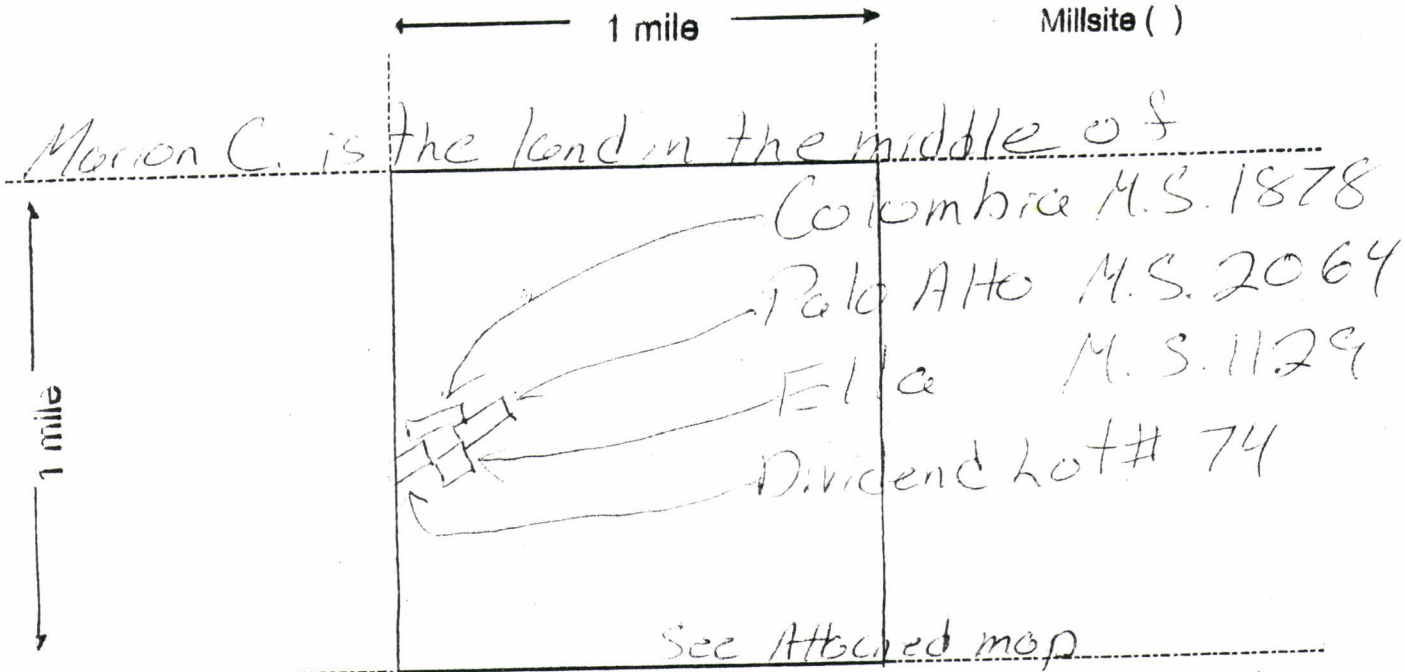 1 mile
Millsite ( )
Marion C. is the land in the middle of
Colombia M.S. 1878
Palo Alto M.S. 2064
Ella M.S. 1129
1 mile
Dividend Lot # 74
See Attached map